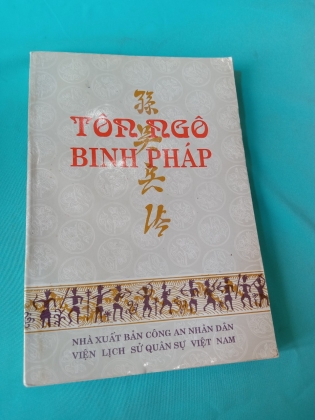 孫吳兵法
TÔN NGÔ
BINH PHÁP
NHÀ XUẤT BẢN CÔNG AN NHÂN DÂN
VIỆN LỊCH SỬ QUÂN SỰ VIỆT NAM